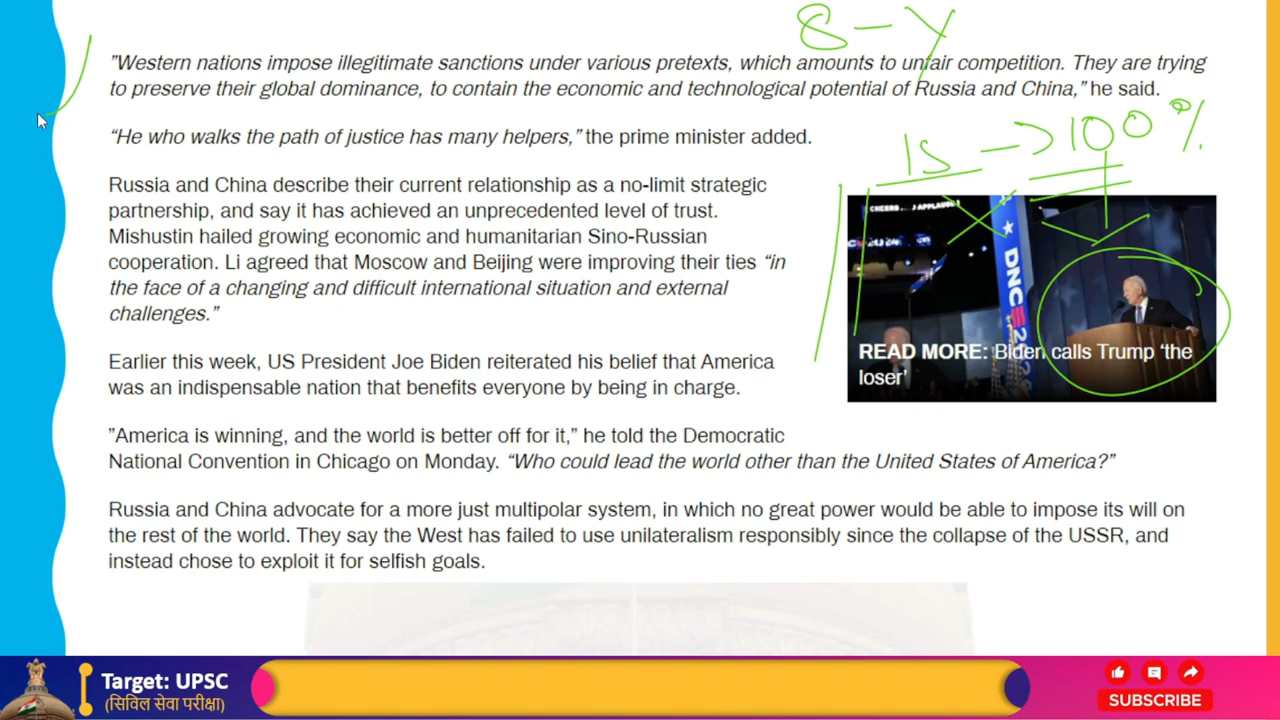 8 - Y
"Western nations impose illegitimate sanctions under various pretexts, which amounts to unfair competition. They are trying
to preserve their global dominance, to contain the economic and technological potential of Russia and China," he said.
"He who walks the path of justice has many helpers," the prime minister added.
100%
Russia and China describe their current relationship as a no-limit strategic
partnership, and say it has achieved an unprecedented level of trust.
Mishustin hailed growing economic and humanitarian Sino-Russian
cooperation. Li agreed that Moscow and Beijing were improving their ties "in
the face of a changing and difficult international situation and external
challenges."
DNC
READ MORE: Biden calls Trump 'the
loser'
Earlier this week, US President Joe Biden reiterated his belief that America
was an indispensable nation that benefits everyone by being in charge.
"America is winning, and the world is better off for it," he told the Democratic
National Convention in Chicago on Monday. "Who could lead the world other than the United States of America?"
Russia and China advocate for a more just multipolar system, in which no great power would be able to impose its will on
the rest of the world. They say the West has failed to use unilateralism responsibly since the collapse of the USSR, and
instead chose to exploit it for selfish goals.
Target: UPSC
(सिविल सेवा परीक्षा)
SUBSCRIBE